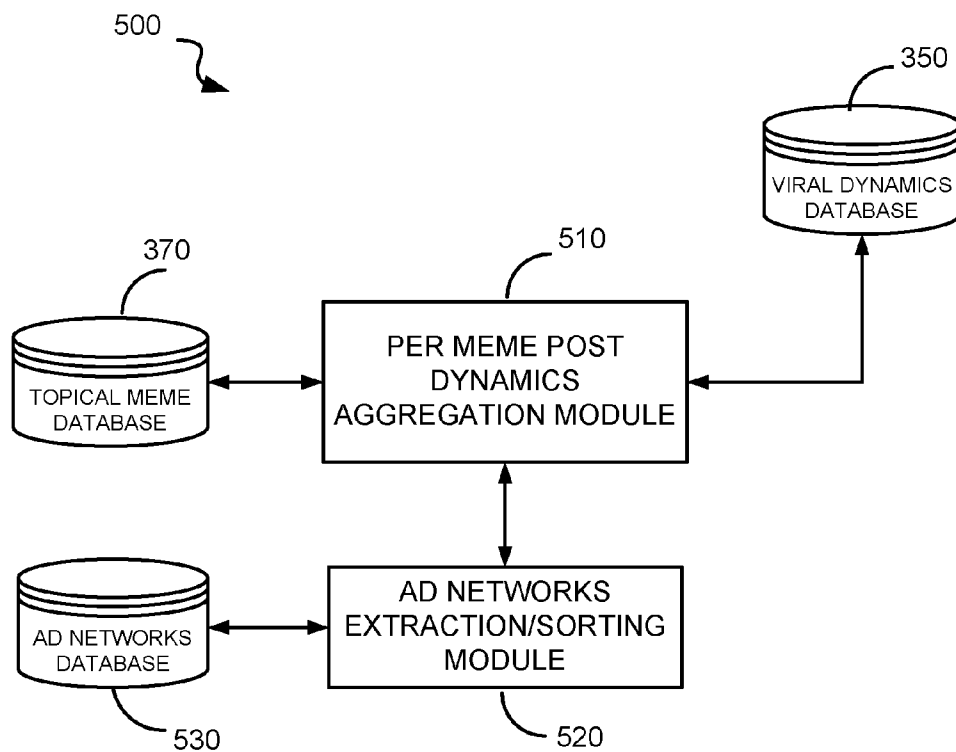 500
350
VIRAL DYNAMICS
DATABASE
370
510
TOPICAL MEME
DATABASE
PER MEME POST
DYNAMICS
AGGREGATION MODULE
AD NETWORKS
DATABASE
AD NETWORKS
EXTRACTION/SORTING
MODULE
530
520